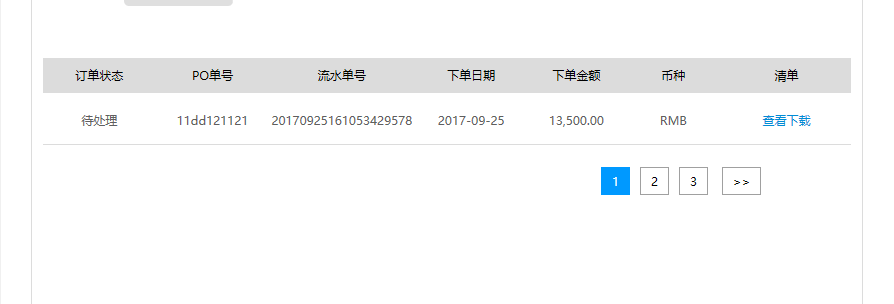 订单状态 PO单号 流水单号 下单日期 下单金额 币种 清单
待处理 11dd121121 20170925161053429578 2017-09-25 13,500.00 RMB 查看下载
1 2 3 >>